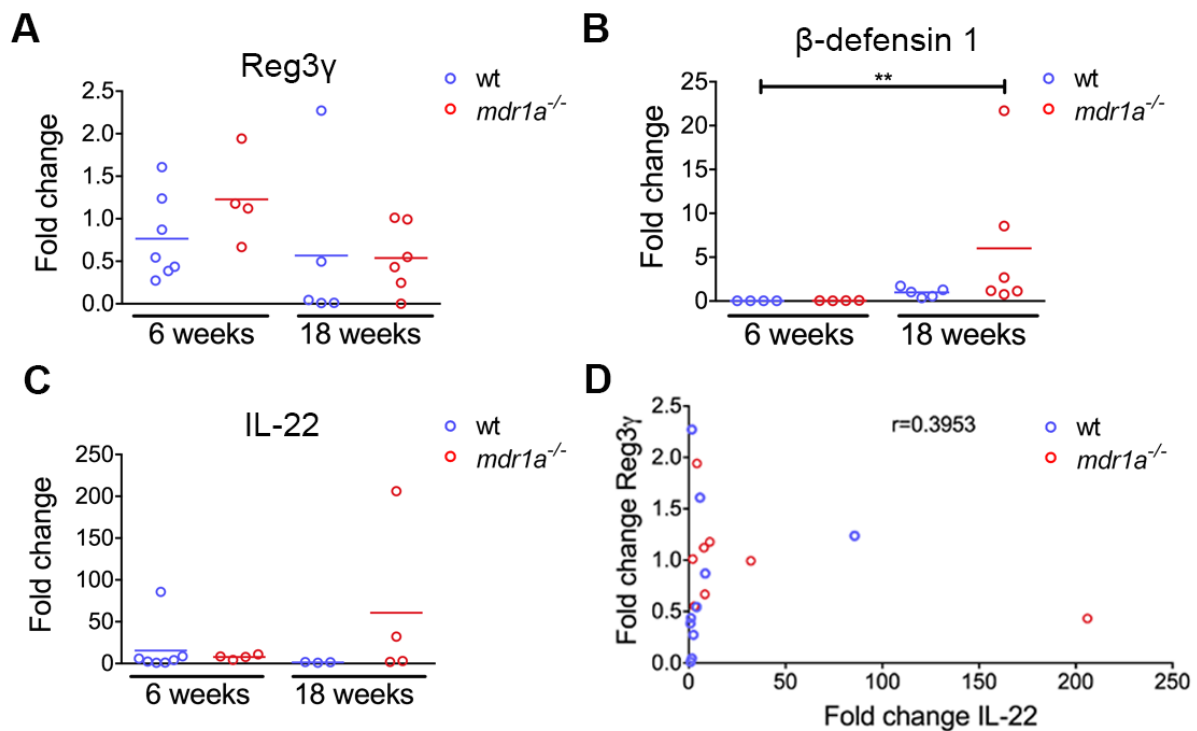 A
Reg3γ
wt
mdr1a-/-
Fold change
2.5
2.0
1.5
1.0
0.5
0.0
6 weeks
18 weeks
B
β-defensin 1
wt
mdr1a-/-
**
Fold change
25
20
15
10
5
0
6 weeks
18 weeks
C
IL-22
wt
mdr1a-/-
Fold change
250
200
150
100
50
0
6 weeks
18 weeks
D
r=0.3953
wt
mdr1a-/-
Fold change Reg3γ
2.5
2.0
1.5
1.0
0.5
0.0
0 50 100 150 200 250
Fold change IL-22